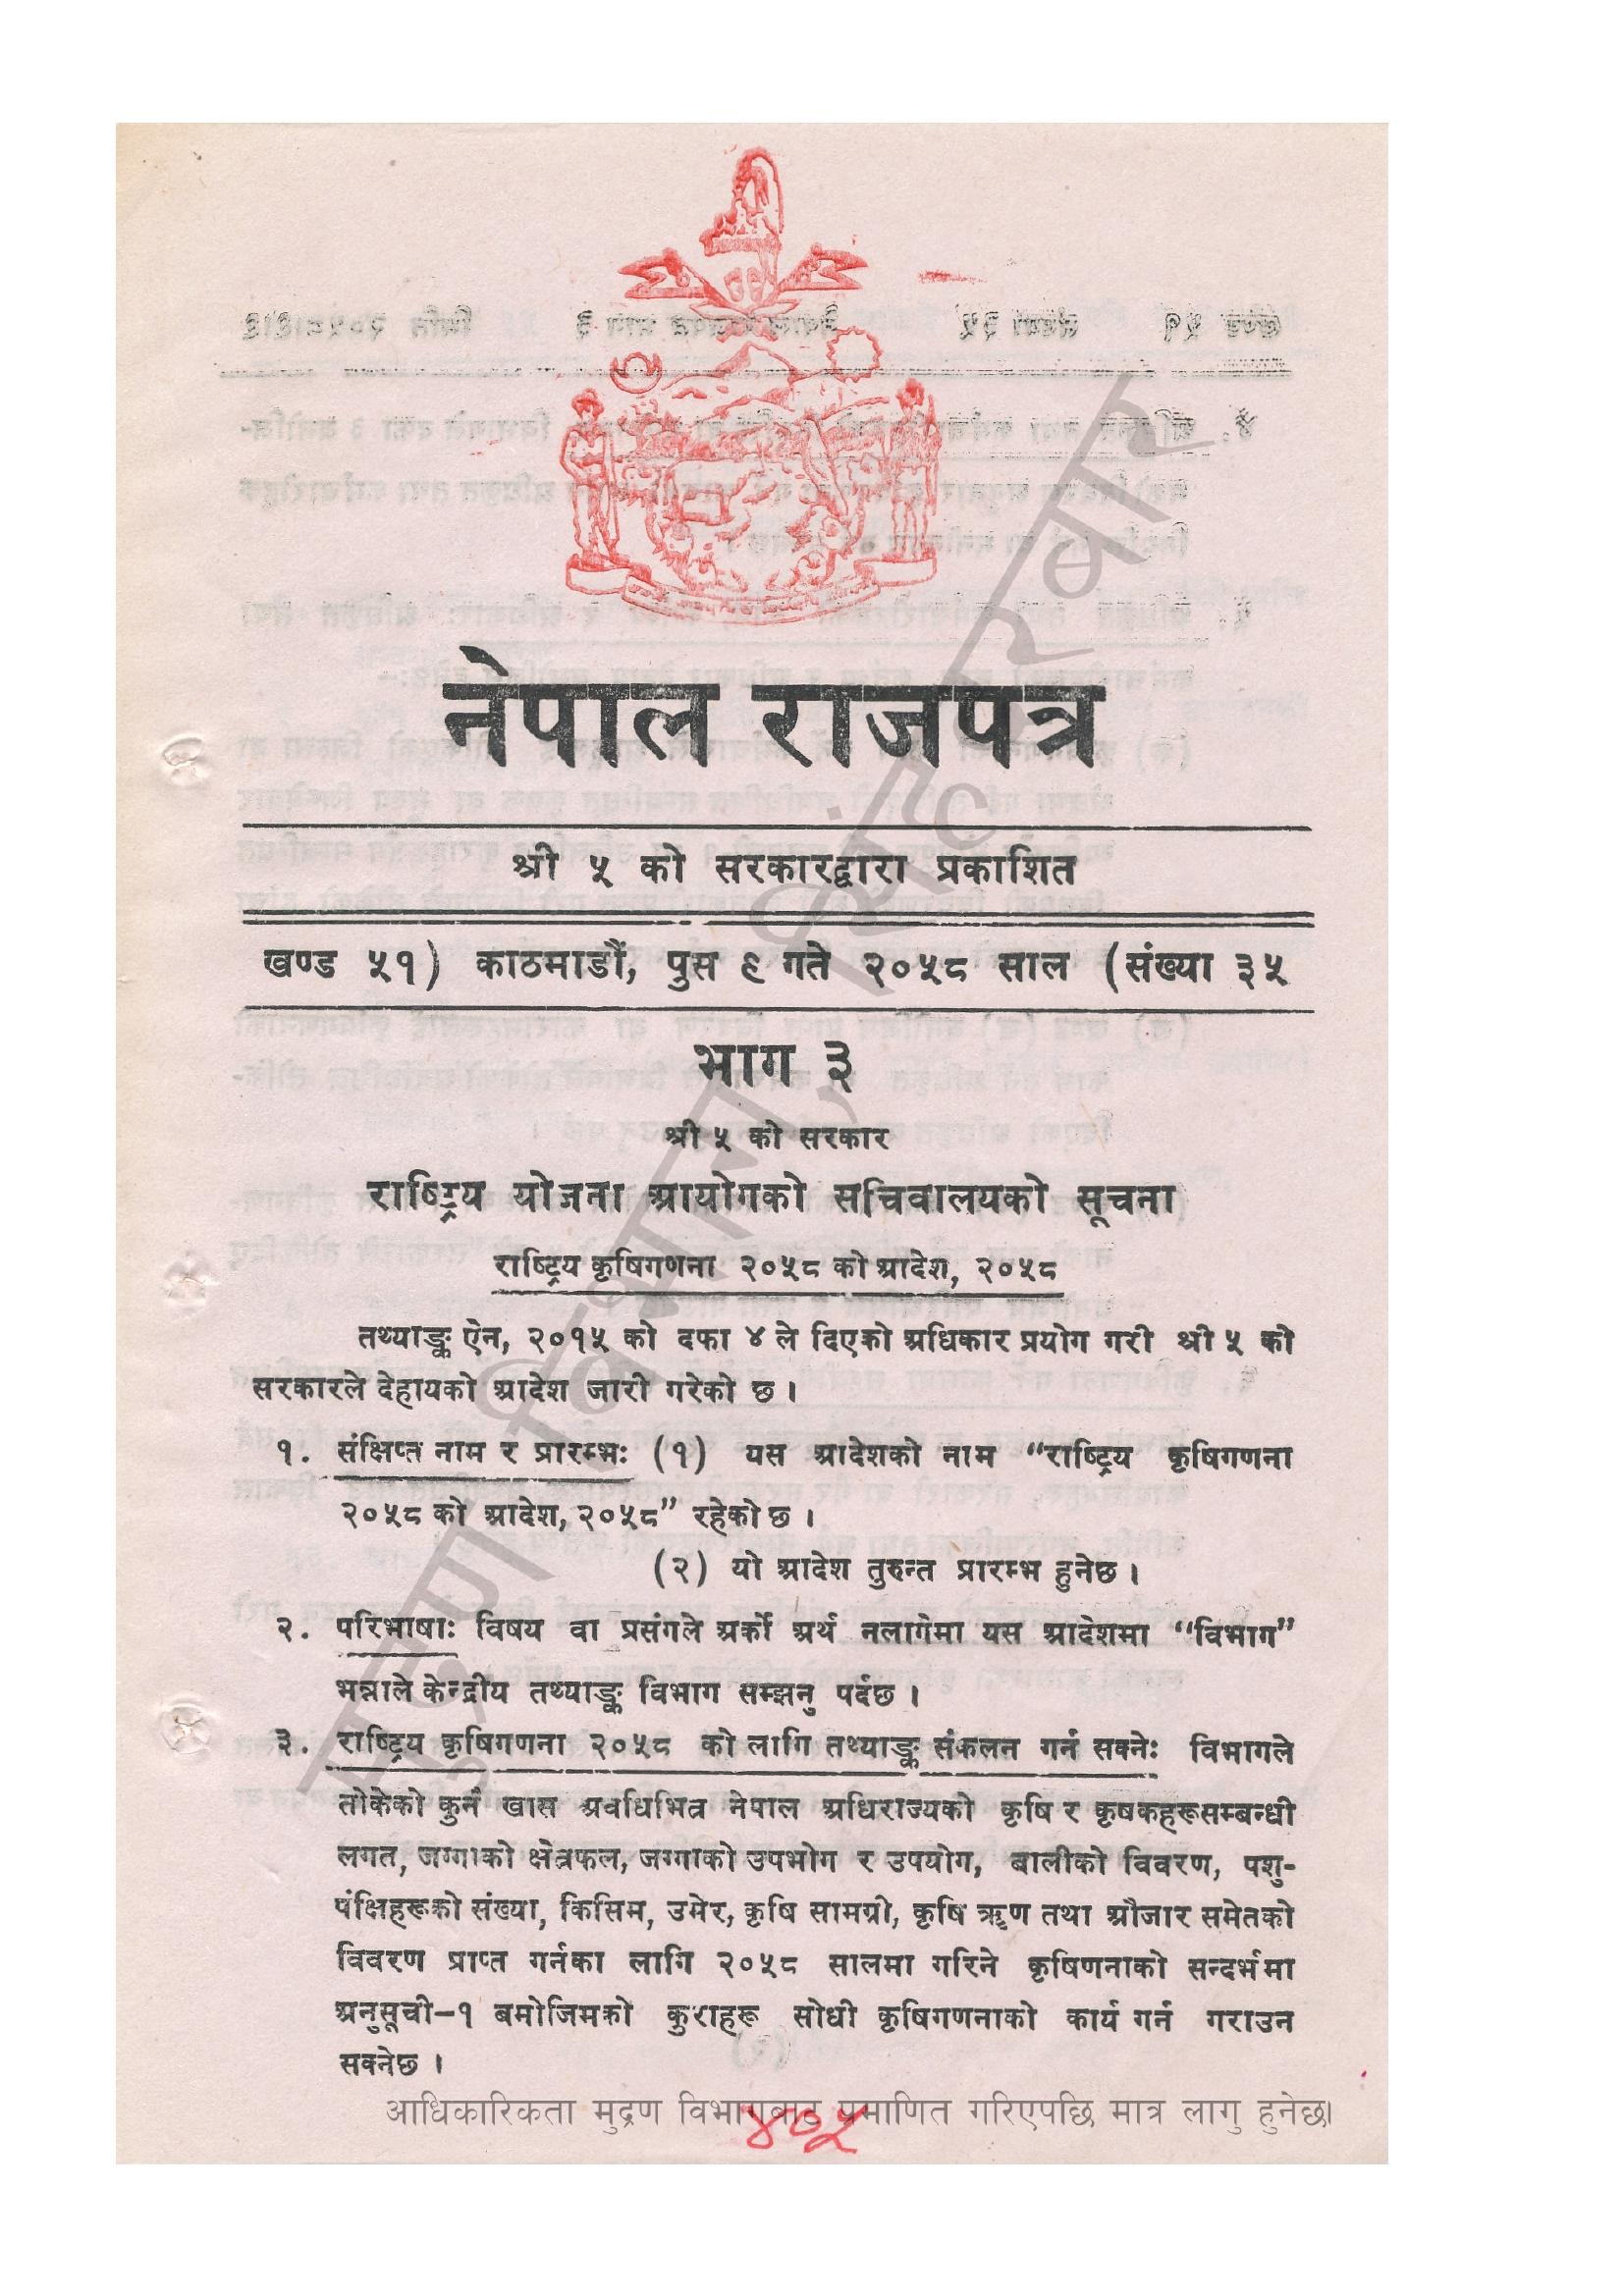 नेपाल राजपत्र
श्री ५ को सरकारद्वारा प्रकाशित
खण्ड ५१) काठमाडौं, पुस ९ गते २०५८ साल (संख्या ३५
भाग ३
श्री ५ को सरकार
राष्ट्रिय योजना आयोगको सचिवालयको सूचना
राष्ट्रिय कृषिगणना २०५८ को आदेश, २०५८
तथ्याङ्क ऐन, २०१५ को दफा ४ ले दिएको अधिकार प्रयोग गरी श्री ५ को
सरकारले देहायको आदेश जारी गरेको छ ।
१. संक्षिप्त नाम र प्रारम्भः (१) यस आदेशको नाम “राष्ट्रिय कृषिगणना
२०५८ को आदेश, २०५८” रहेको छ ।
(२) यो आदेश तुरुन्त प्रारम्भ हुनेछ ।
२. परिभाषाः विषय वा प्रसंगले अर्को अर्थ नलागेमा यस आदेशमा “विभाग”
भन्नाले केन्द्रीय तथ्याङ्क विभाग सम्झनु पर्दछ ।
३. राष्ट्रिय कृषिगणना २०५८ को लागि तथ्याङ्क संकलन गर्न सक्नेः विभागले
तोकेको कुनै खास अवधिभित्र नेपाल अधिराज्यको कृषि र कृषकहरूसम्बन्धी
लगत, जग्गाको क्षेत्रफल, जग्गाको उपभोग र उपयोग, बालीको विवरण, पशु-
पंक्षिहरूको संख्या, किसिम, उमेर, कृषि सामग्री, कृषि ऋण तथा औजार समेतको
विवरण प्राप्त गर्नका लागि २०५८ सालमा गरिने कृषिणनाको सन्दर्भमा
अनुसूची-१ बमोजिमको कुराहरू सोधी कृषिगणनाको कार्य गर्न गराउन
सक्नेछ ।
आधिकारिकता मुद्रण विभागबाट प्रमाणित गरिएपछि मात्र लागु हुनेछ।
४०५
मुद्रण विभाग, सिंहदरबार